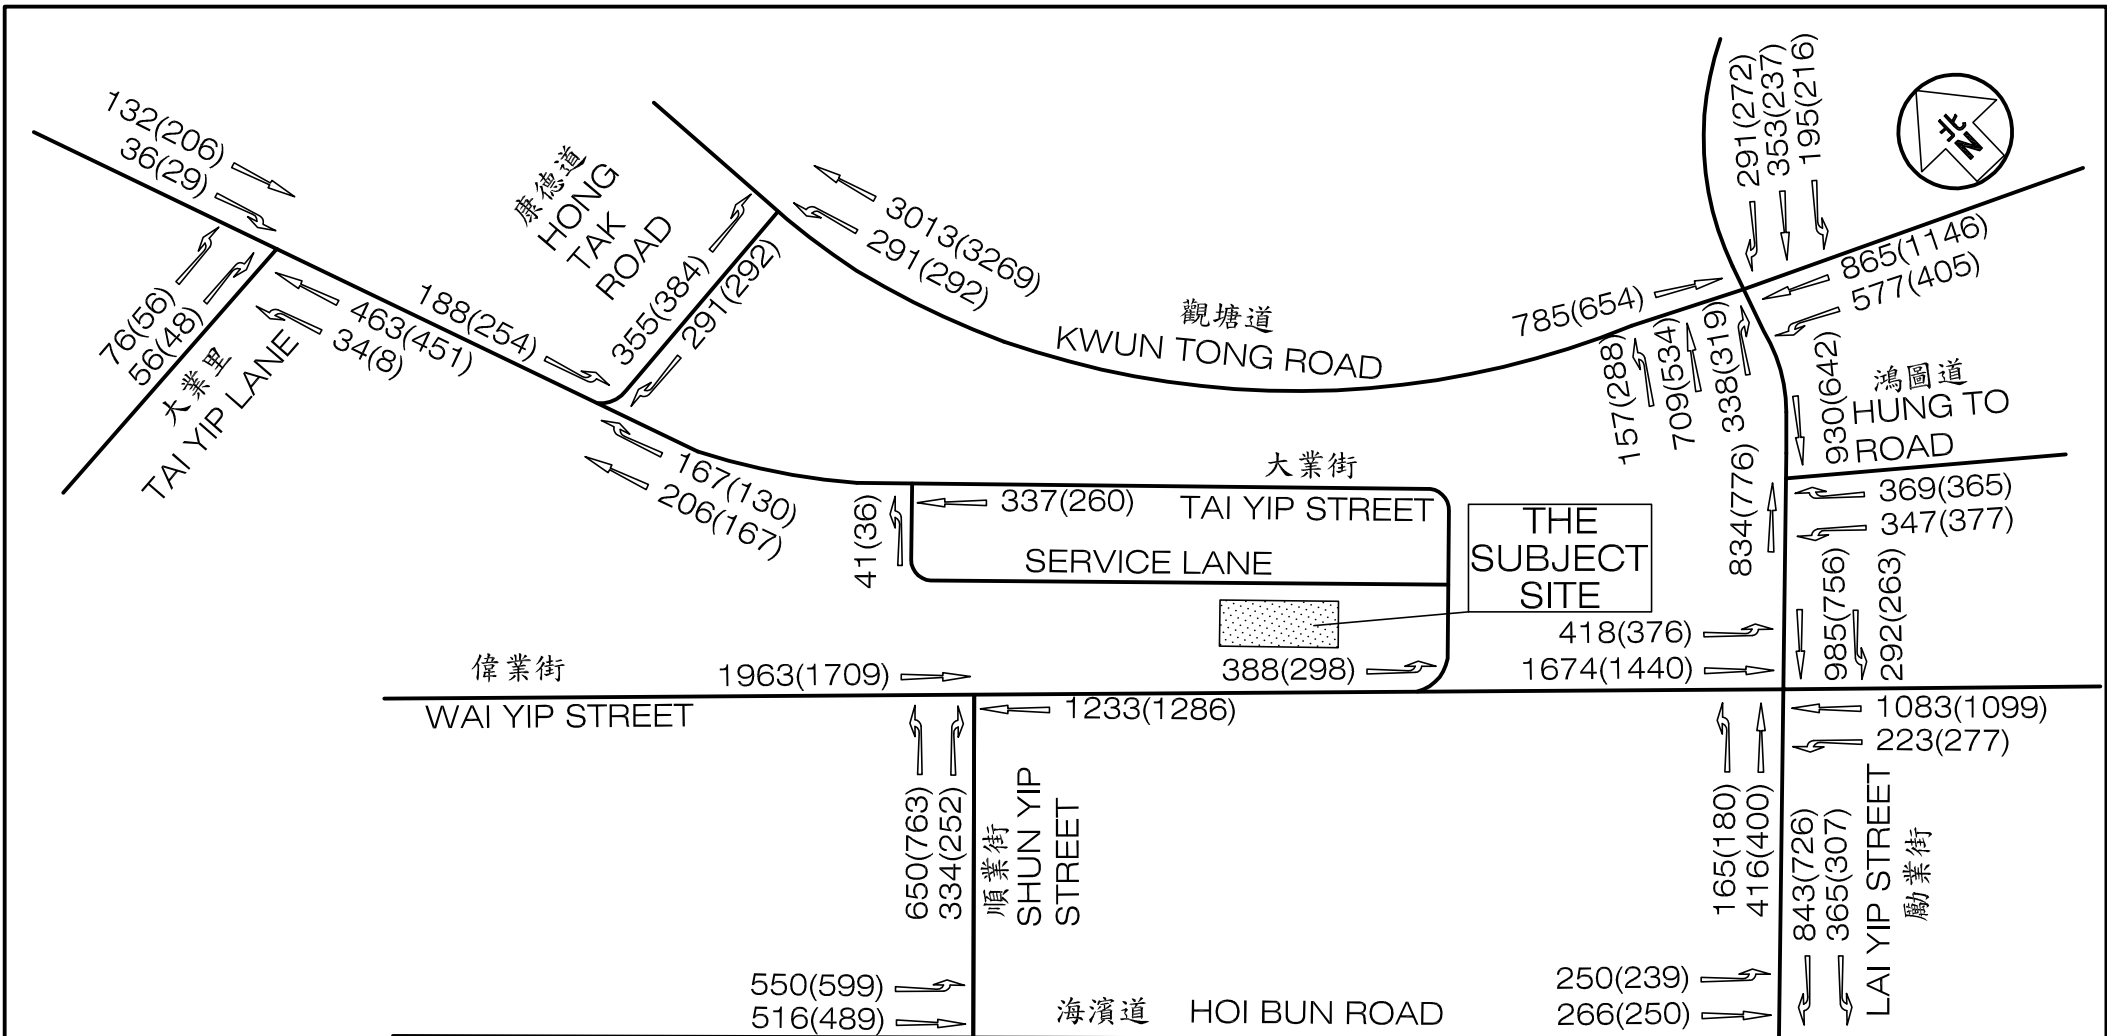 132(206)
36(29)
76(56)
56(48)
大業里
TAI YIP LANE
463(451)
34(8)
188(254)
康德道
HONG
TAK
ROAD
355(384)
291(292)
167(130)
206(167)
3013(3269)
291(292)
觀塘道
KWUN TONG ROAD
785(654)
157(288)
709(534)
338(319)
291(272)
353(237)
195(216)
北
N
865(1146)
577(405)
930(642)
鴻圖道
HUNG TO
ROAD
369(365)
347(377)
834(776)
985(756)
292(263)
大業街
337(260)
TAI YIP STREET
41(36)
SERVICE LANE
THE
SUBJECT
SITE
418(376)
1674(1440)
388(298)
偉業街
1963(1709)
WAI YIP STREET
1233(1286)
1083(1099)
223(277)
650(763)
334(252)
順業街
SHUN YIP
STREET
165(180)
416(400)
843(726)
365(307)
LAI YIP STREET
勵業街
550(599)
516(489)
海濱道 HOI BUN ROAD
250(239)
266(250)